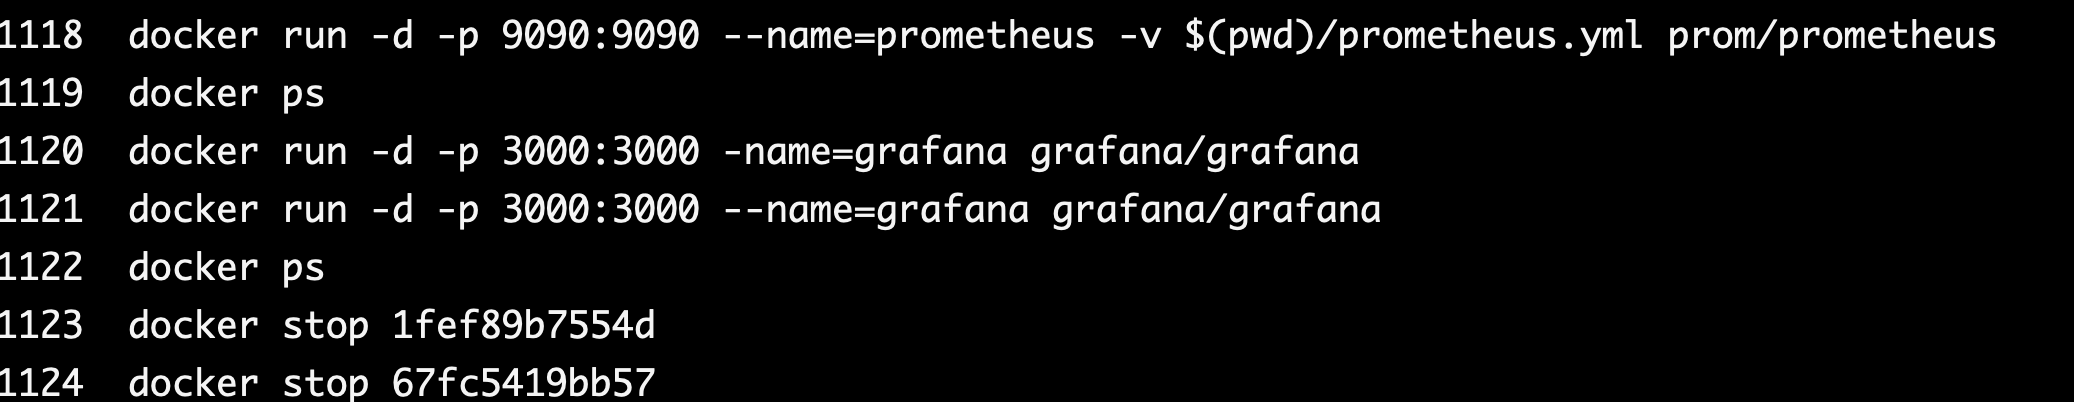 1118  docker run -d -p 9090:9090 --name=prometheus -v $(pwd)/prometheus.yml prom/prometheus
1119  docker ps
1120  docker run -d -p 3000:3000 -name=grafana grafana/grafana
1121  docker run -d -p 3000:3000 --name=grafana grafana/grafana
1122  docker ps
1123  docker stop 1fef89b7554d
1124  docker stop 67fc5419bb57